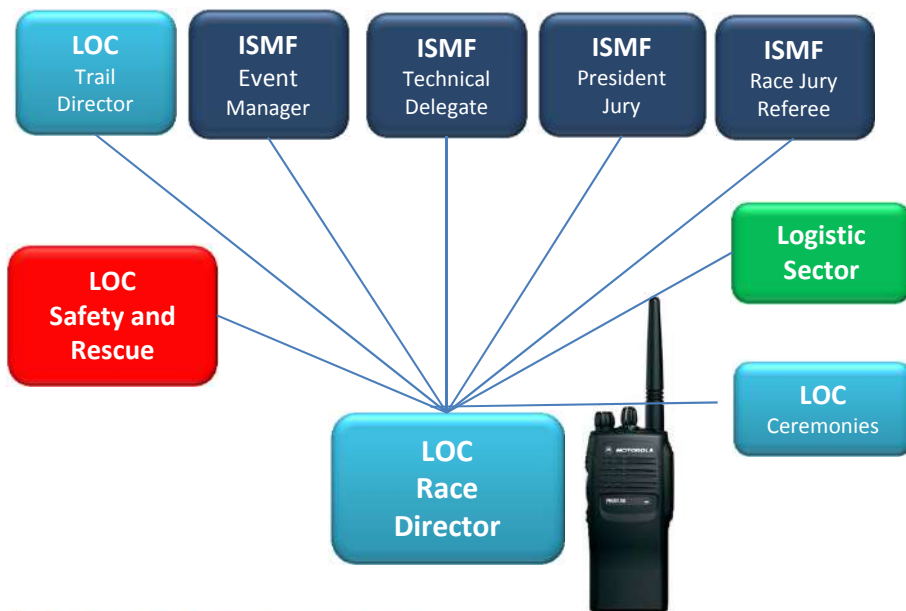 LOC
Trail
Director
ISMF
Event
Manager
ISMF
Technical
Delegate
ISMF
President
Jury
ISMF
Race Jury
Referee
LOC
Safety and
Rescue
Logistic
Sector
LOC
Ceremonies
LOC
Race
Director
MOTOROLA